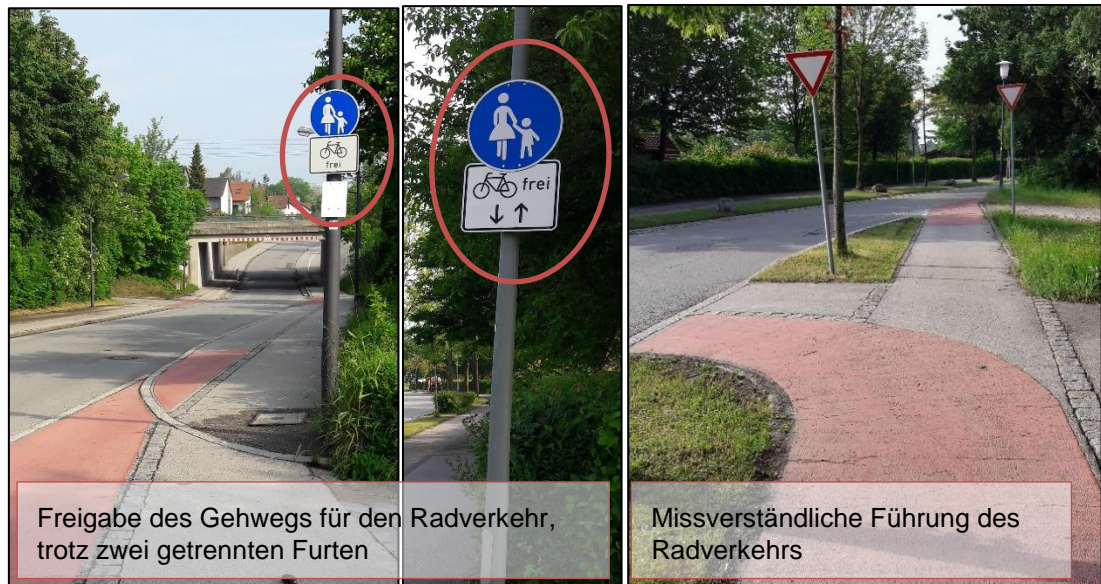 frei
frei
Freigabe des Gehwegs für den Radverkehr,
trotz zwei getrennten Furten
Missverständliche Führung des
Radverkehrs